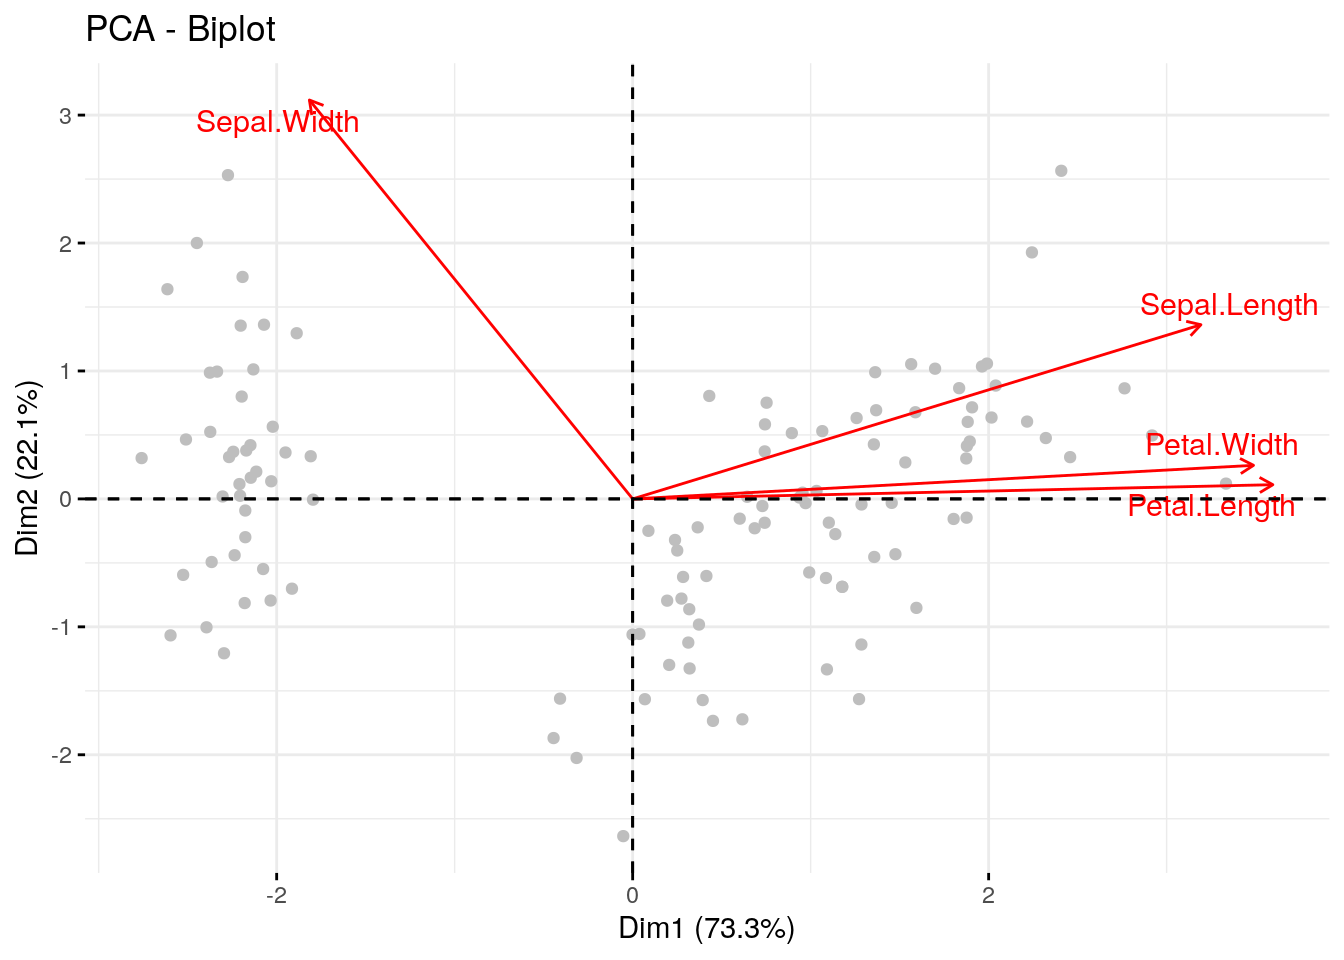 PCA - Biplot
Dim2 (22.1%)
3
2
1
0
-1
-2
Sepal.Width
Sepal.Length
Petal.Width
Petal.Length
-2
0
2
Dim1 (73.3%)